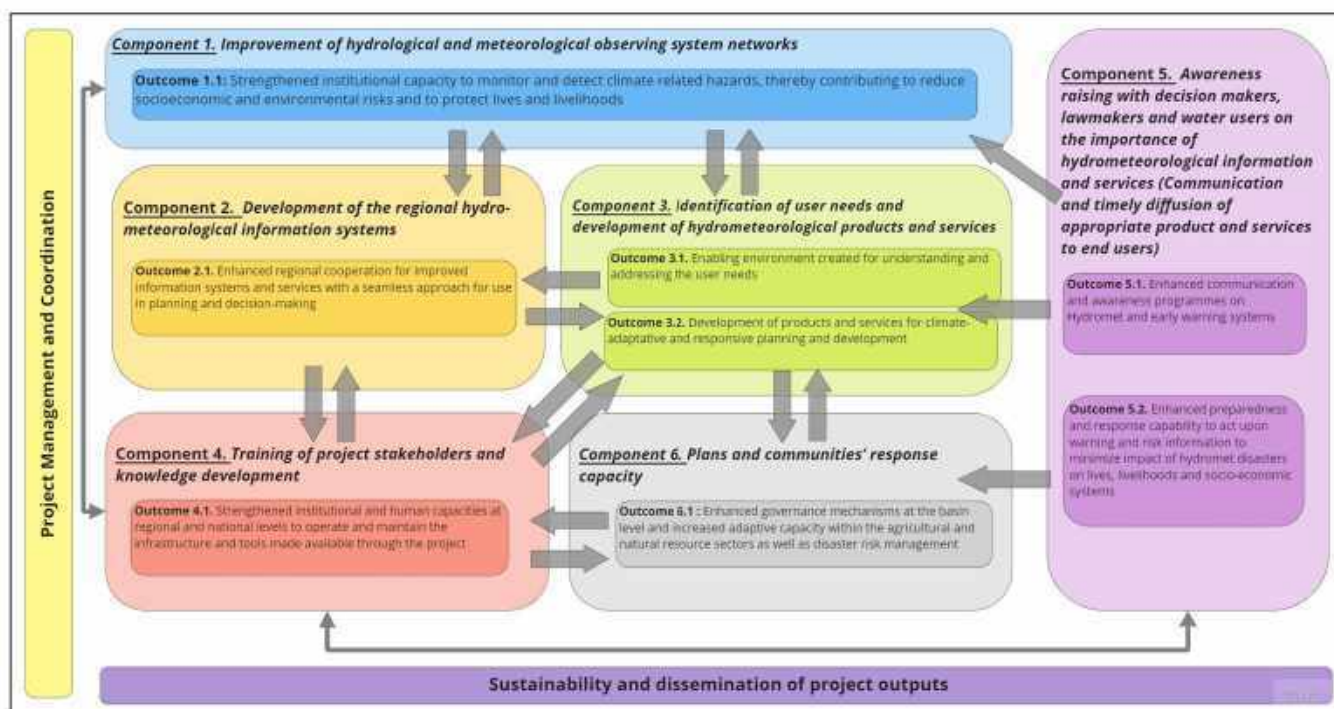 Project Management and Coordination
Component 1. Improvement of hydrological and meteorological observing system networks
Outcome 1.1: Strengthened institutional capacity to monitor and detect climate related hazards, thereby contributing to reduce
socioeconomic and environmental risks and to protect lives and livelihoods
Component 2. Development of the regional hydro-
meteorological information systems
Outcome 2.1. Enhanced regional cooperation for improved
information systems and services with a seamless approach for use
in planning and decision-making
Component 3. Identification of user needs and
development of hydrometeorological products and services
Outcome 3.1. Enabling environment created for understanding and
addressing the user needs
Outcome 3.2. Development of products and services for climate-
adaptative and responsive planning and development
Component 4. Training of project stakeholders and
knowledge development
Outcome 4.1. Strengthened institutional and human capacities at
regional and national levels to operate and maintain the
infrastructure and tools made available through the project
Component 6. Plans and communities' response
capacity
Outcome 6.1 : Enhanced governance mechanisms at the basin
level and increased adaptive capacity within the agricultural and
natural resource sectors as well as disaster risk management
Component 5. Awareness
raising with decision makers,
lawmakers and water users on
the importance of
hydrometeorological information
and services (Communication
and timely diffusion of
appropriate product and services
to end users)
Outcome 5.1. Enhanced communication
and awareness programmes on
Hydromet and early warning systems
Outcome 5.2. Enhanced preparedness
and response capability to act upon
warning and risk information to
minimize impact of hydromet disasters
on lives, livelihoods and socio-economic
systems
Sustainability and dissemination of project outputs